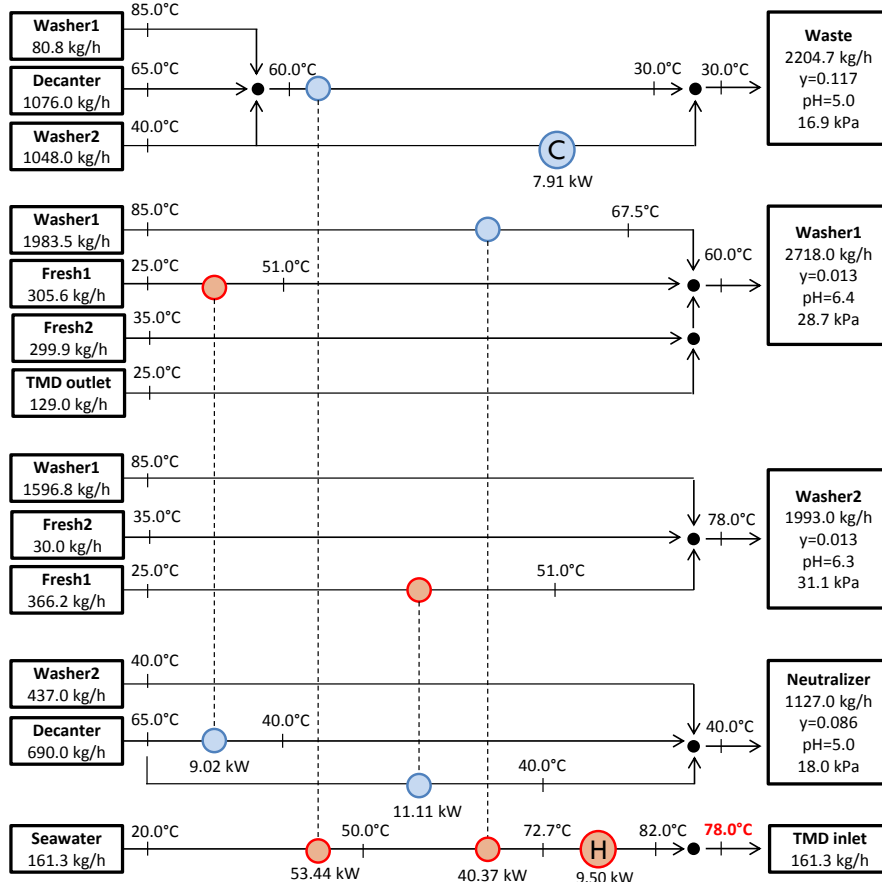 85.0°C
Washer1
80.8 kg/h
Waste
2204.7 kg/h
y=0.117
pH=5.0
16.9 kPa
65.0°C
60.0°C
30.0°C
30.0°C
Decanter
1076.0 kg/h
40.0°C
Washer2
1048.0 kg/h
C
7.91 kW
85.0°C
67.5°C
Washer1
1983.5 kg/h
Washer1
2718.0 kg/h
y=0.013
pH=6.4
28.7 kPa
25.0°C
51.0°C
60.0°C
Fresh1
305.6 kg/h
35.0°C
Fresh2
299.9 kg/h
25.0°C
TMD outlet
129.0 kg/h
85.0°C
Washer1
1596.8 kg/h
Washer2
1993.0 kg/h
y=0.013
pH=6.3
31.1 kPa
35.0°C
78.0°C
Fresh2
30.0 kg/h
25.0°C
51.0°C
Fresh1
366.2 kg/h
40.0°C
Washer2
437.0 kg/h
Neutralizer
1127.0 kg/h
y=0.086
pH=5.0
18.0 kPa
65.0°C
40.0°C
40.0°C
Decanter
690.0 kg/h
9.02 kW
40.0°C
11.11 kW
20.0°C
50.0°C
72.7°C
82.0°C
78.0°C
Seawater
161.3 kg/h
H
TMD inlet
161.3 kg/h
53.44 kW
40.37 kW
9.50 kW